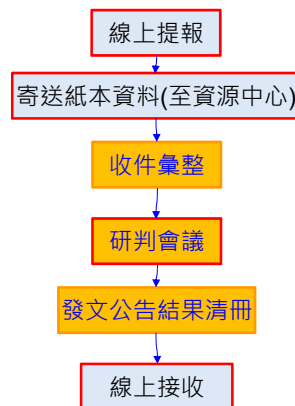 線上提報
寄送紙本資料(至資源中心)
收件彙整
研判會議
發文公告結果清冊
線上接收